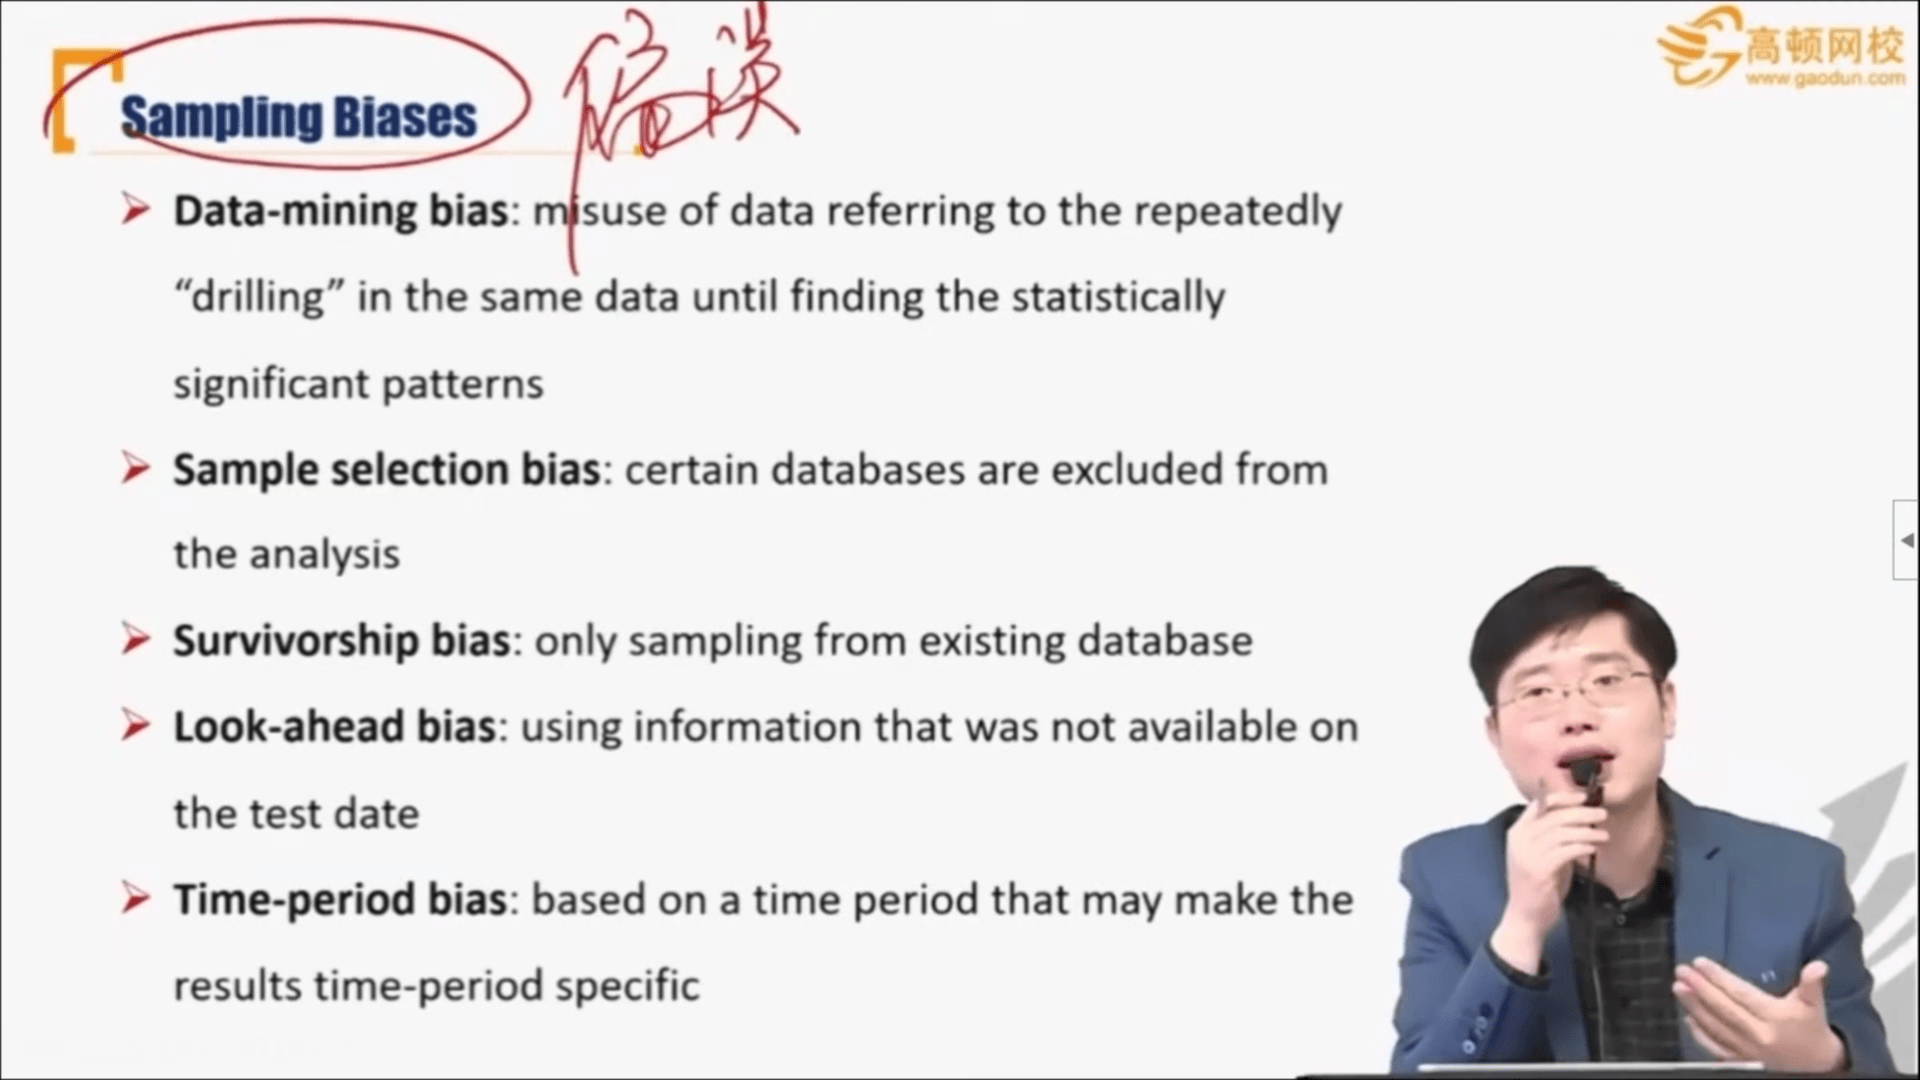 Sampling Biases
偏误
高顿网校
www.gaodun.com
Data-mining bias: misuse of data referring to the repeatedly
“drilling” in the same data until finding the statistically
significant patterns
Sample selection bias: certain databases are excluded from
the analysis
Survivorship bias: only sampling from existing database
Look-ahead bias: using information that was not available on
the test date
Time-period bias: based on a time period that may make the
results time-period specific